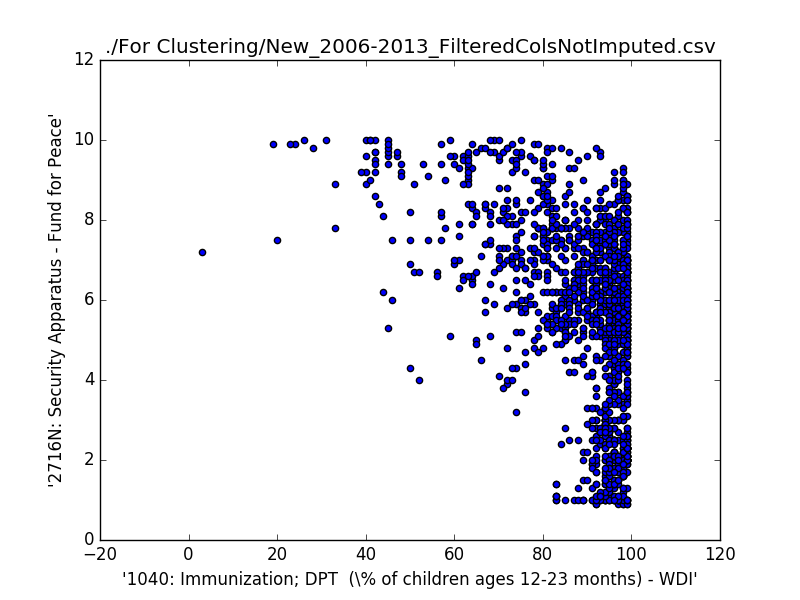 ./For Clustering/New_2006-2013_FilteredColsNotImputed.csv
12
10
8
6
4
2
0
'2716N: Security Apparatus - Fund for Peace'
−20 0 20 40 60 80 100 120
'1040: Immunization; DPT  (\% of children ages 12-23 months) - WDI'